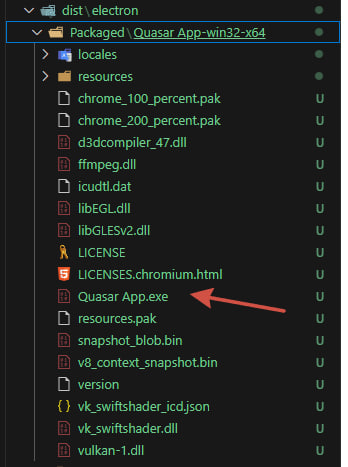 dist\electron
Packaged\Quasar App-win32-x64
locales
resources
chrome_100_percent.pak U
chrome_200_percent.pak U
d3dcompiler_47.dll U
ffmpeg.dll U
icudtl.dat U
libEGL.dll U
libGLESv2.dll U
LICENSE U
LICENSES.chromium.html U
Quasar App.exe U
resources.pak U
snapshot_blob.bin U
v8_context_snapshot.bin U
version U
vk_swiftshader_icd.json U
vk_swiftshader.dll U
vulkan-1.dll U